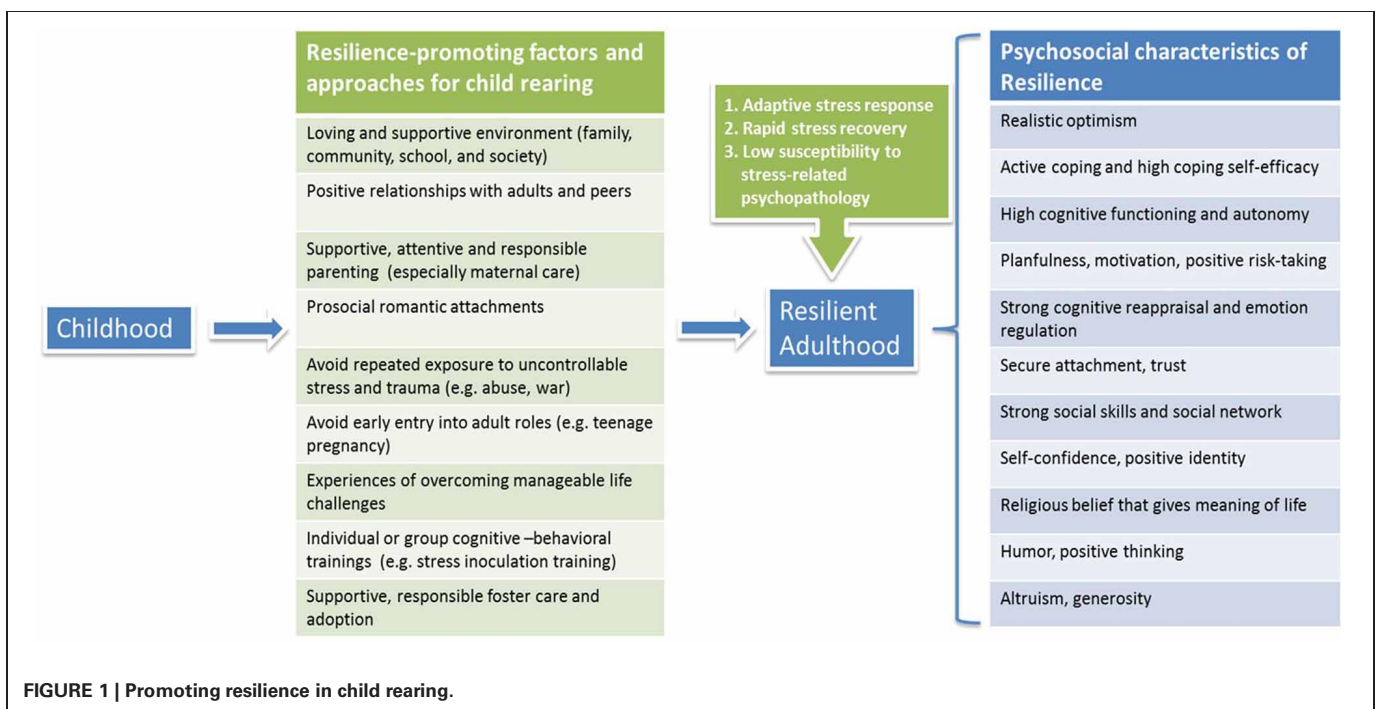 Childhood
Resilience-promoting factors and
approaches for child rearing
Loving and supportive environment (family,
community, school, and society)
Positive relationships with adults and peers
Supportive, attentive and responsible
parenting (especially maternal care)
Prosocial romantic attachments
Avoid repeated exposure to uncontrollable
stress and trauma (e.g. abuse, war)
Avoid early entry into adult roles (e.g. teenage
pregnancy)
Experiences of overcoming manageable life
challenges
Individual or group cognitive –behavioral
trainings (e.g. stress inoculation training)
Supportive, responsible foster care and
adoption
1. Adaptive stress response
2. Rapid stress recovery
3. Low susceptibility to
stress-related
psychopathology
Resilient
Adulthood
Psychosocial characteristics of
Resilience
Realistic optimism
Active coping and high coping self-efficacy
High cognitive functioning and autonomy
Planfulness, motivation, positive risk-taking
Strong cognitive reappraisal and emotion
regulation
Secure attachment, trust
Strong social skills and social network
Self-confidence, positive identity
Religious belief that gives meaning of life
Humor, positive thinking
Altruism, generosity
FIGURE 1 | Promoting resilience in child rearing.